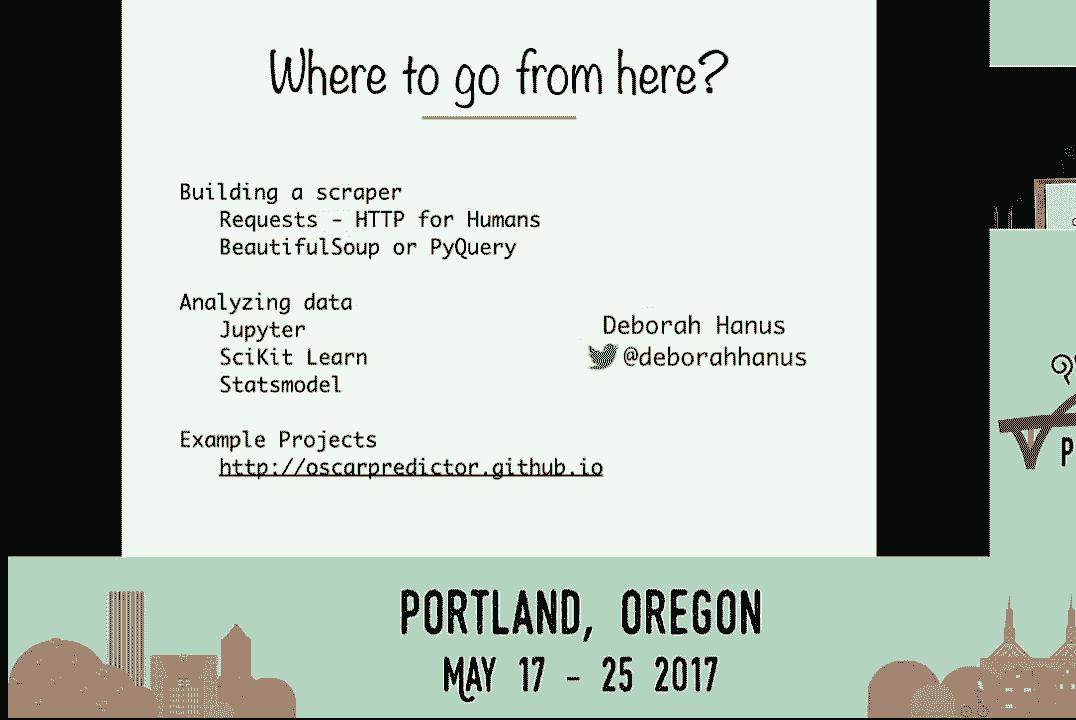 Where to go from here?
Building a scraper
Requests - HTTP for Humans
BeautifulSoup or PyQuery
Analyzing data
Jupyter
SciKit Learn
Statsmodel
Example Projects
http://oscarpredictor.github.io
Deborah Hanus
@deborahhanus
PORTLAND, OREGON
MAY 17 - 25 2017